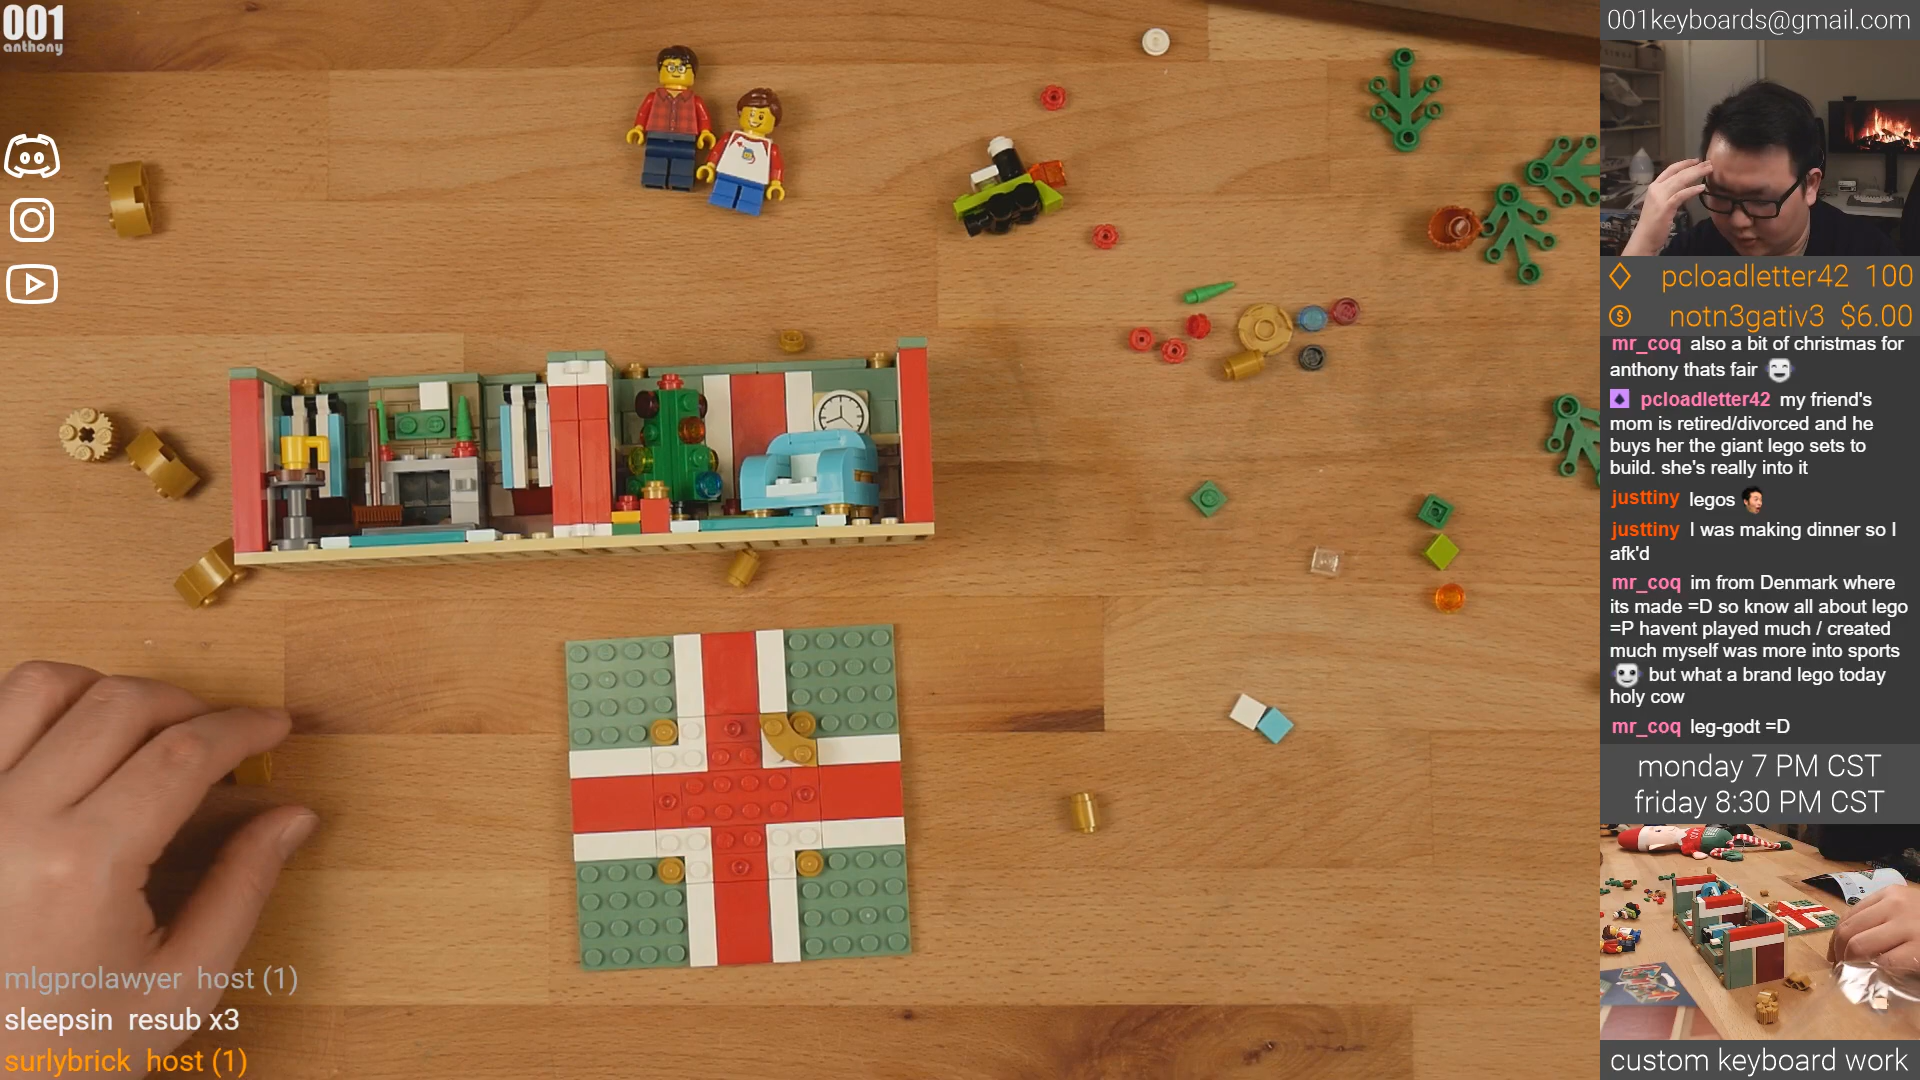 001
anthony
001keyboards@gmail.com
pcloadletter42 100
notn3gativ3 $6.00
mr_coq also a bit of christmas for
anthony thats fair
pcloadletter42 my friend's
mom is retired/divorced and he
buys her the giant lego sets to
build. she's really into it
justtiny legos
justtiny I was making dinner so I
afk'd
mr_coq im from Denmark where
its made =D so know all about lego
=P havent played much / created
much myself was more into sports
but what a brand lego today
holy cow
mr_coq leg-godt =D
monday 7 PM CST
friday 8:30 PM CST
custom keyboard work
mlgprolawyer host (1)
sleepsin resub x3
surlybrick host (1)